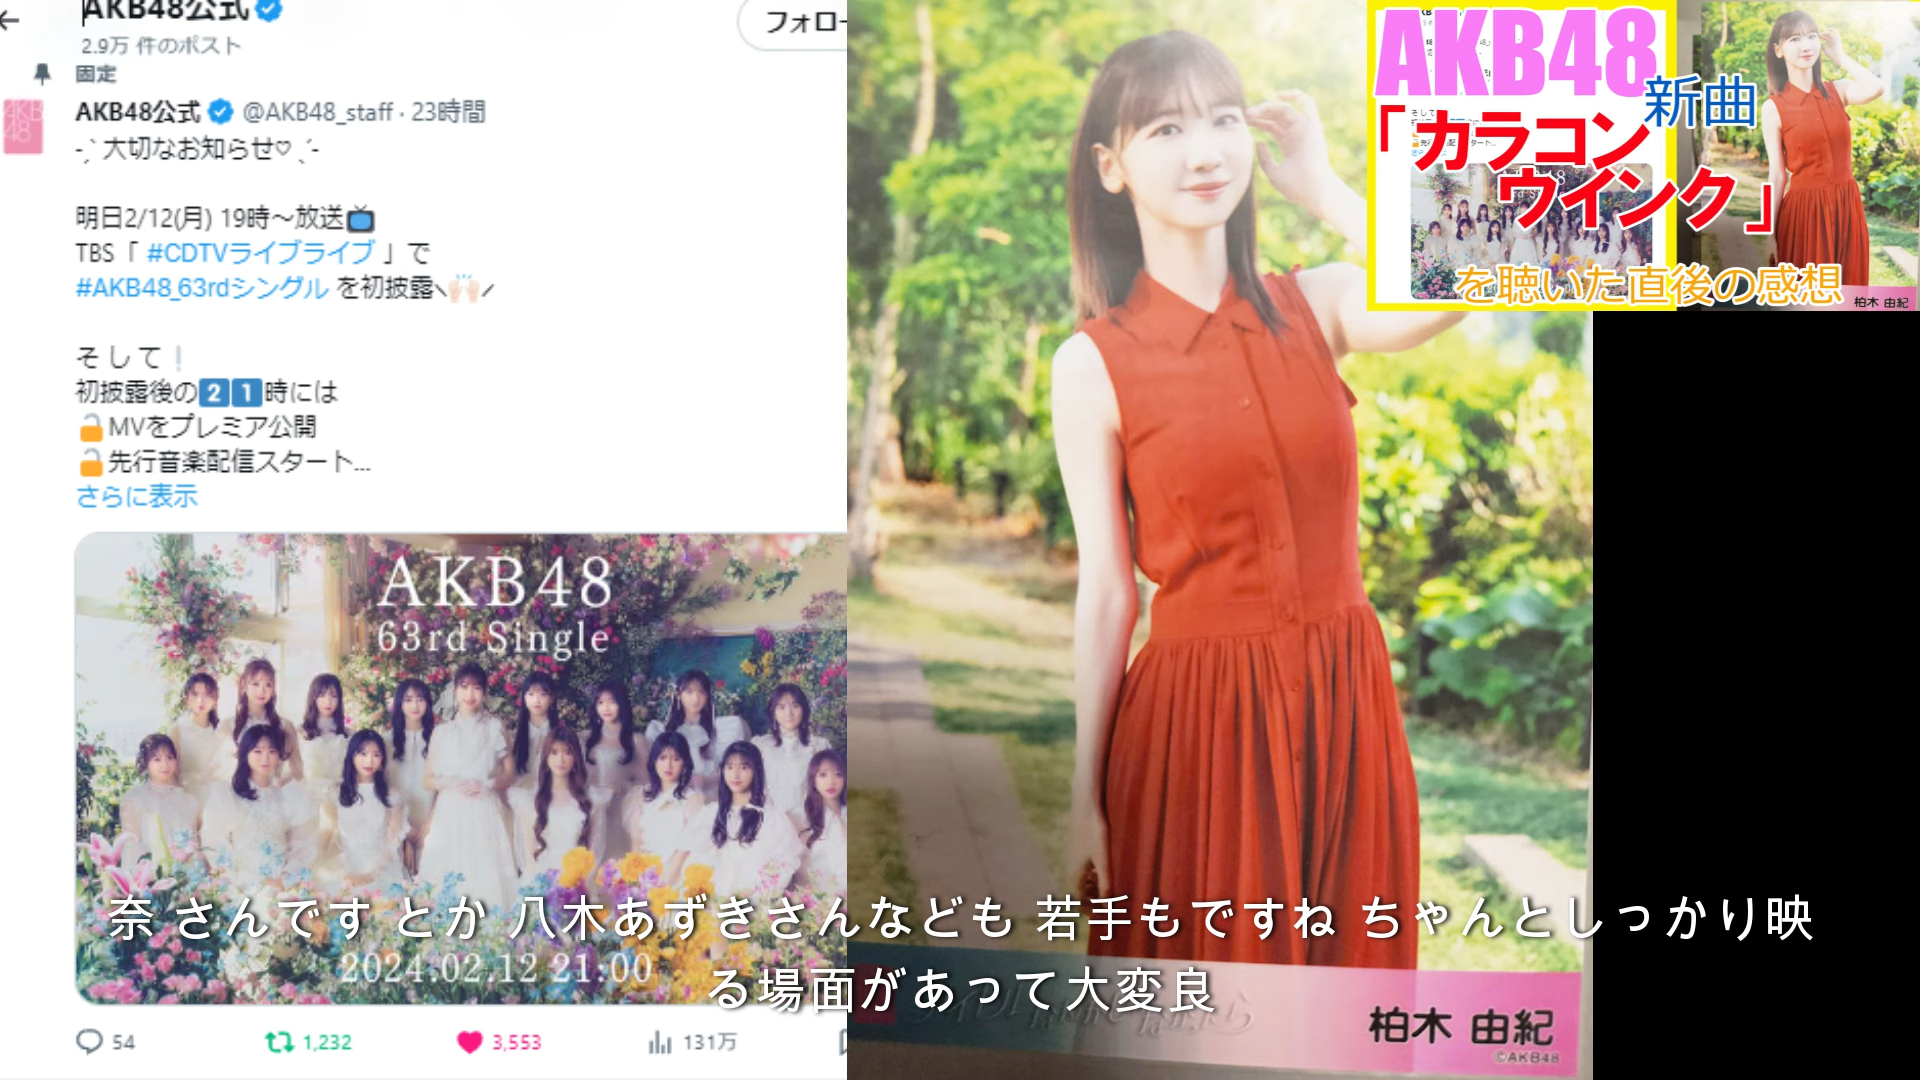 AKB48公式
2.9万 件のポスト
フォロー
固定
AKB48公式 @AKB48_staff · 23時間
-ˏˋ大切なお知らせ♡ˎˊ-
明日2/12(月) 19時〜放送📺
TBS「 #CDTVライブライブ 」で
#AKB48_63rdシングル を初披露⸜🙌🏻⸝
そ し て ❕
初披露後の2️⃣1️⃣時には
🔓MVをプレミア公開
🔓先行音楽配信スタート...
さらに表示
AKB48
63rd Single
2024.02.12 21:00
54
1,232
3,553
131万
AKB48
新曲
「カラコン
ウインク」
を聴いた直後の感想
柏木 由紀
奈 さんです とか 八木あずきさんなども 若手もですね ちゃんとしっかり映
る場面があって大変良
柏木 由紀
©AKB48